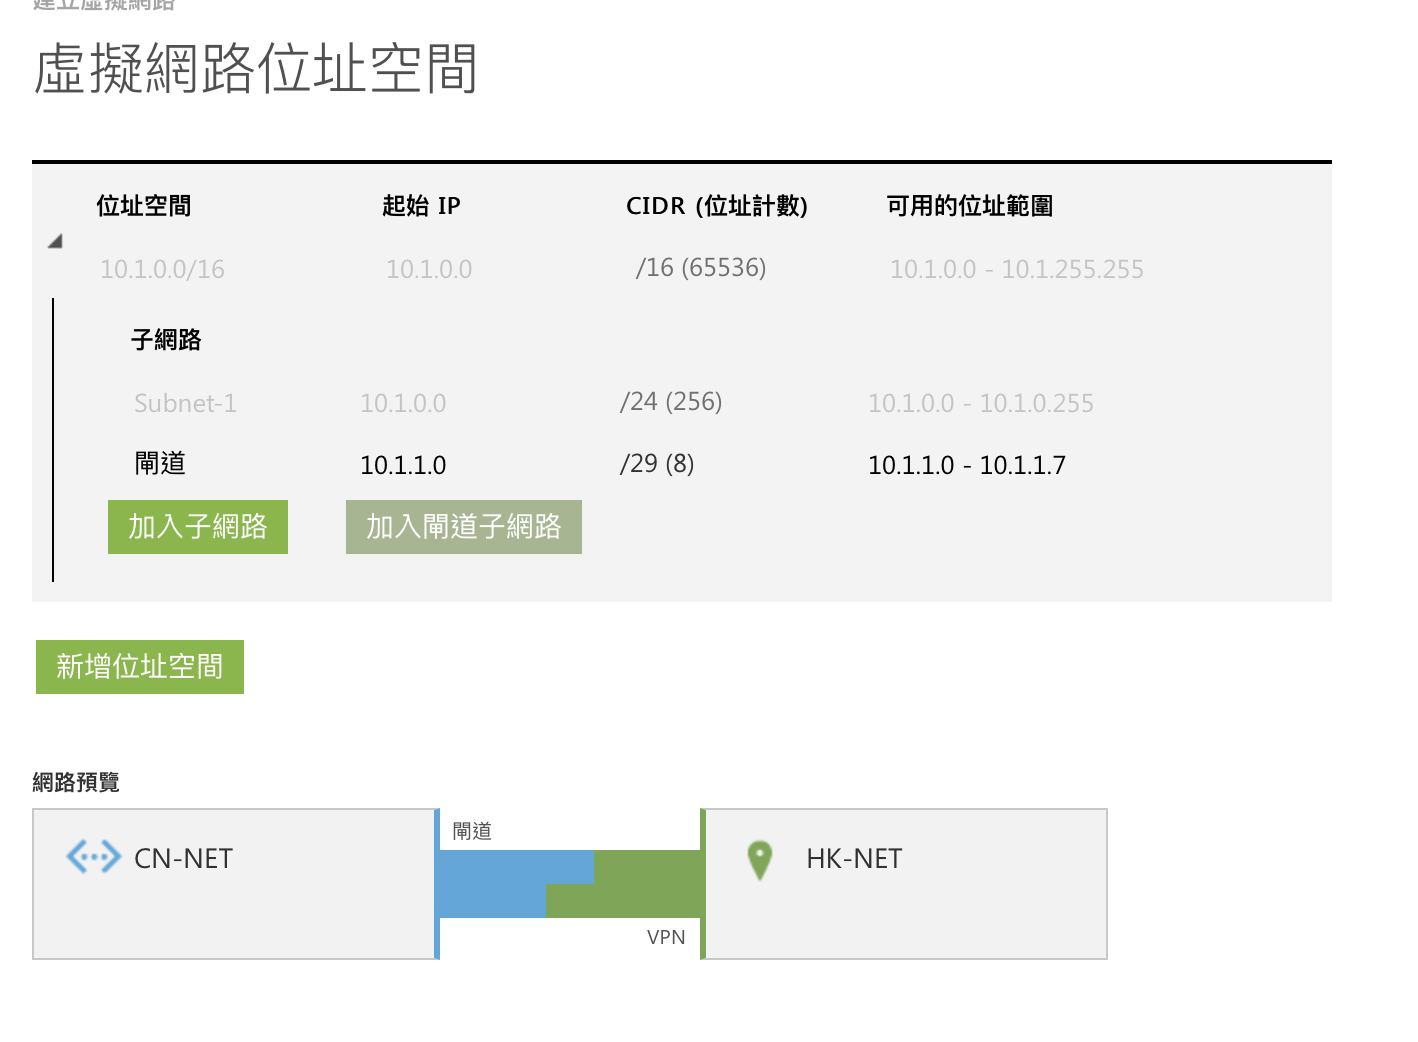 建立虛擬網路
虛擬網路位址空間
位址空間 起始 IP CIDR (位址計數) 可用的位址範圍
10.1.0.0/16 10.1.0.0 /16 (65536) 10.1.0.0 - 10.1.255.255
子網路
Subnet-1 10.1.0.0 /24 (256) 10.1.0.0 - 10.1.0.255
閘道 10.1.1.0 /29 (8) 10.1.1.0 - 10.1.1.7
加入子網路 加入閘道子網路
新增位址空間
網路預覽
閘道
CN-NET HK-NET
VPN